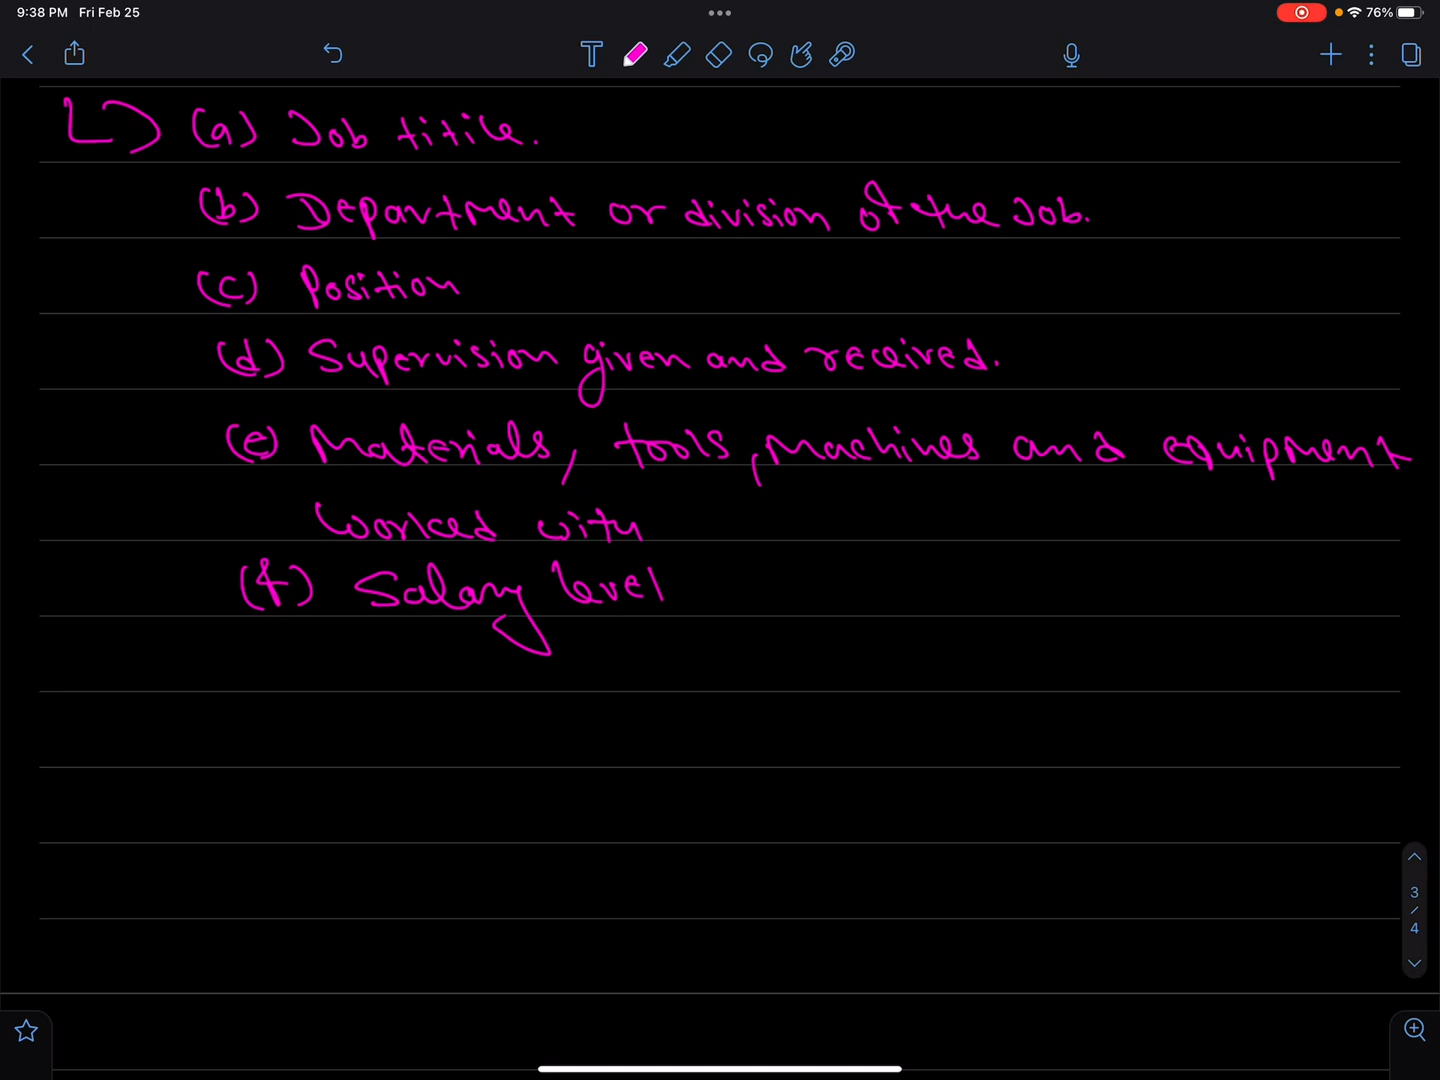 9:38 PM Fri Feb 25 76%
(a) Job titile.
(b) Department or division of the Job.
(c) Position
(d) Supervision given and received.
(e) Materials, tools, machines and equipment
worked with
(f) Salary level
3
/
4